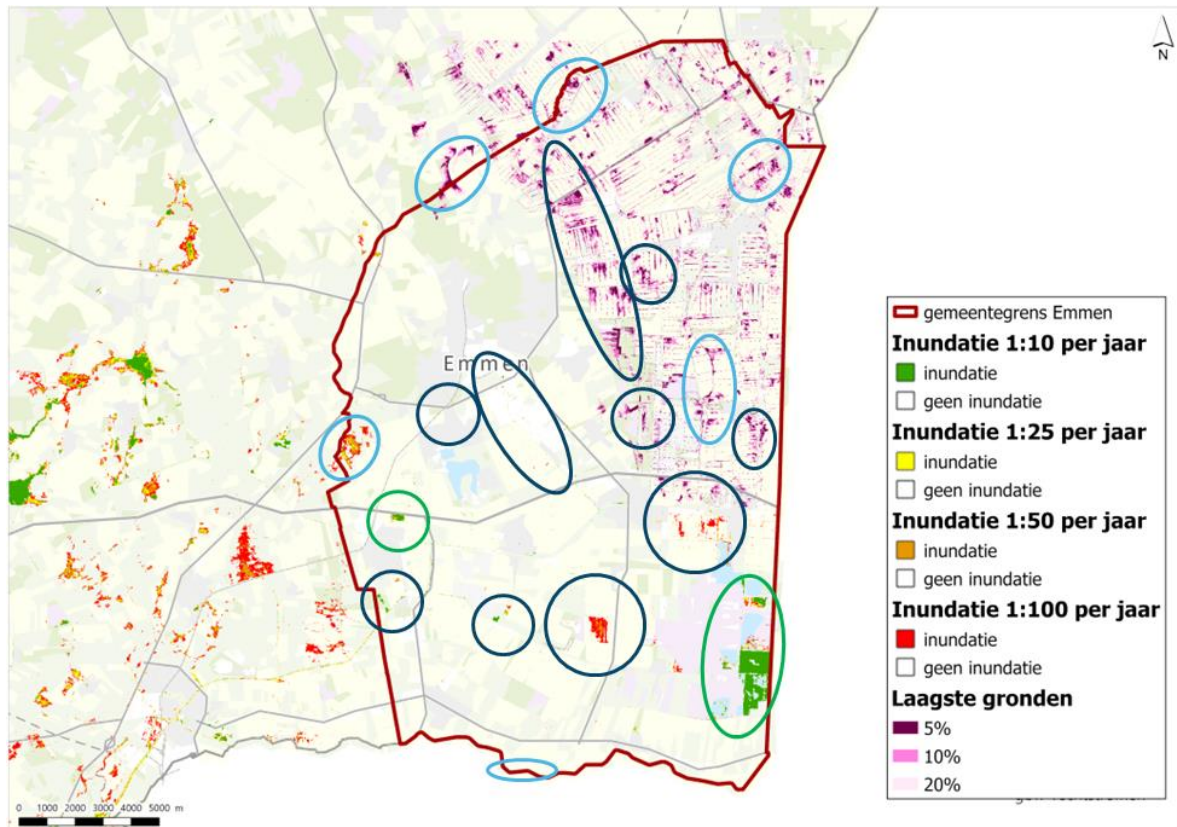 N
Emmen
gemeentegrens Emmen
Inundatie 1:10 per jaar
inundatie
geen inundatie
Inundatie 1:25 per jaar
inundatie
geen inundatie
Inundatie 1:50 per jaar
inundatie
geen inundatie
Inundatie 1:100 per jaar
inundatie
geen inundatie
Laagste gronden
5%
10%
20%
0 1000 2000 3000 4000 5000 m